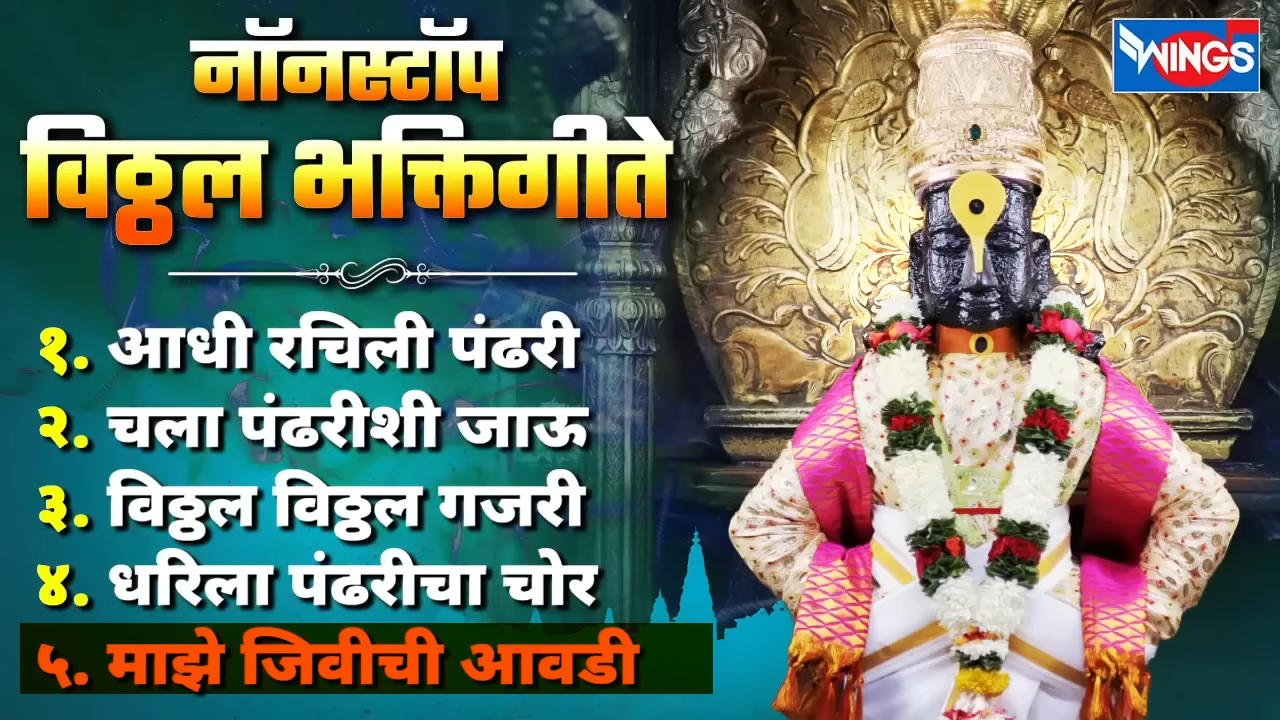 नॉनस्टॉप
विठ्ठल भक्तिगीते
१. आधी रचिली पंढरी
२. चला पंढरीशी जाऊ
३. विठ्ठल विठ्ठल गजरी
४. धरिला पंढरीचा चोर
५. माझे जिवीची आवडी
WINGS